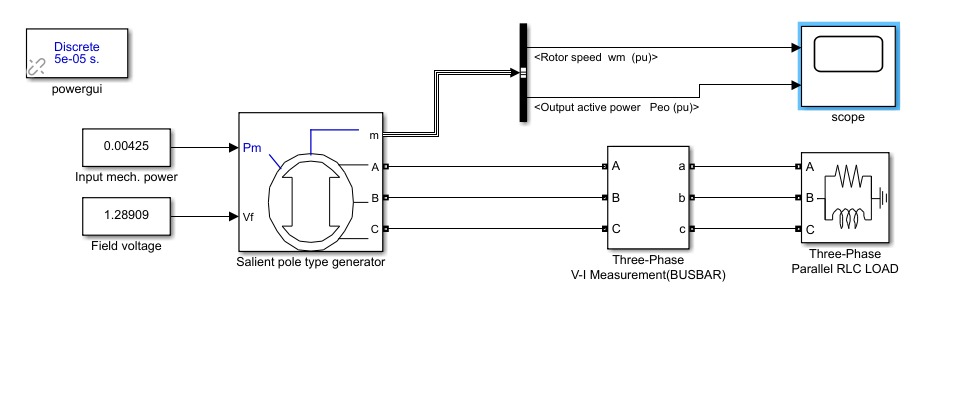 Discrete
5e-05 s.
powergui
<Rotor speed  wm  (pu)>
<Output active power   Peo (pu)>
scope
0.00425
Input mech. power
1.28909
Field voltage
Pm
Vf
m
A
B
C
Salient pole type generator
A
B
C
a
b
c
Three-Phase
V-I Measurement(BUSBAR)
A
B
C
Three-Phase
Parallel RLC LOAD